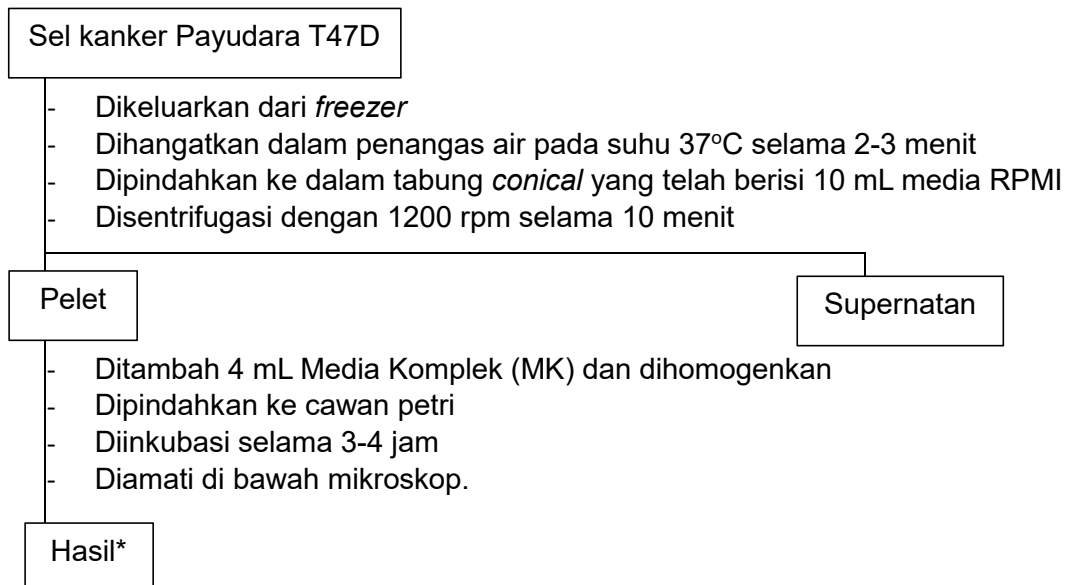 Sel kanker Payudara T47D
- Dikeluarkan dari freezer
- Dihangatkan dalam penangas air pada suhu 37°C selama 2-3 menit
- Dipindahkan ke dalam tabung conical yang telah berisi 10 mL media RPMI
- Disentrifugasi dengan 1200 rpm selama 10 menit
Pelet
Supernatan
- Ditambah 4 mL Media Komplek (MK) dan dihomogenkan
- Dipindahkan ke cawan petri
- Diinkubasi selama 3-4 jam
- Diamati di bawah mikroskop.
Hasil*